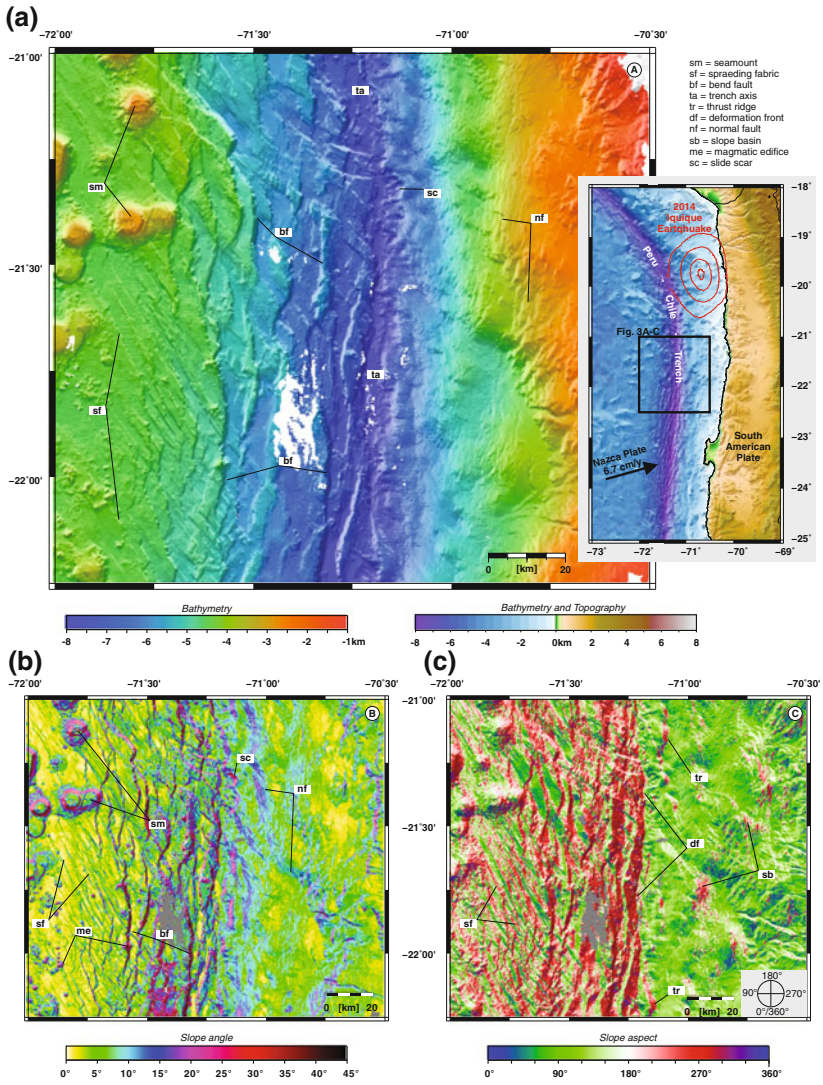 (a)
−72°00' −71°.5' −71°00' −70°.30'
−21°00'
−21°.30'
−22°00'
A
ta
sm
sc
nf
bf
ta
sf
bf
0 [km] 20
sm = seamount
sf = spraeding fabric
bf = bend fault
ta = trench axis
tr = thrust ridge
df = deformation front
nf = normal fault
sb = slope basin
me = magmatic edifice
sc = slide scar
2014
Iquique
Eartqhuake
Peru
Chile
Trench
Fig. 3A-C
Nazca Plate
6.7 cm/y
South
American
Plate
−18°
−19°
−20°
−21°
−22°
−23°
−24°
−25°
−73° −72° −71° −70° −69°
Bathymetry
-8 -7 -6 -5 -4 -3 -2 -1km
Bathymetry and Topography
-8 -6 -4 -2 0km 2 4 6 8
(b)
−72°00' −71°.30' −71°00' −70°30'
−21°00'
−21°.30'
−22°00'
B
sc
nf
sm
sf
me
bf
0 [km] 20
Slope angle
0° 5° 10° 15° 20° 25° 30° 35° 40° 45°
(c)
−72°00' −71°.30' −71°00' −70°.30'
−21°00'
−21°.30'
−22°00'
C
tr
df
sb
sf
tr
0 [km] 20
180°
90° 270°
0°/360°
Slope aspect
0° 90° 180° 270° 360°